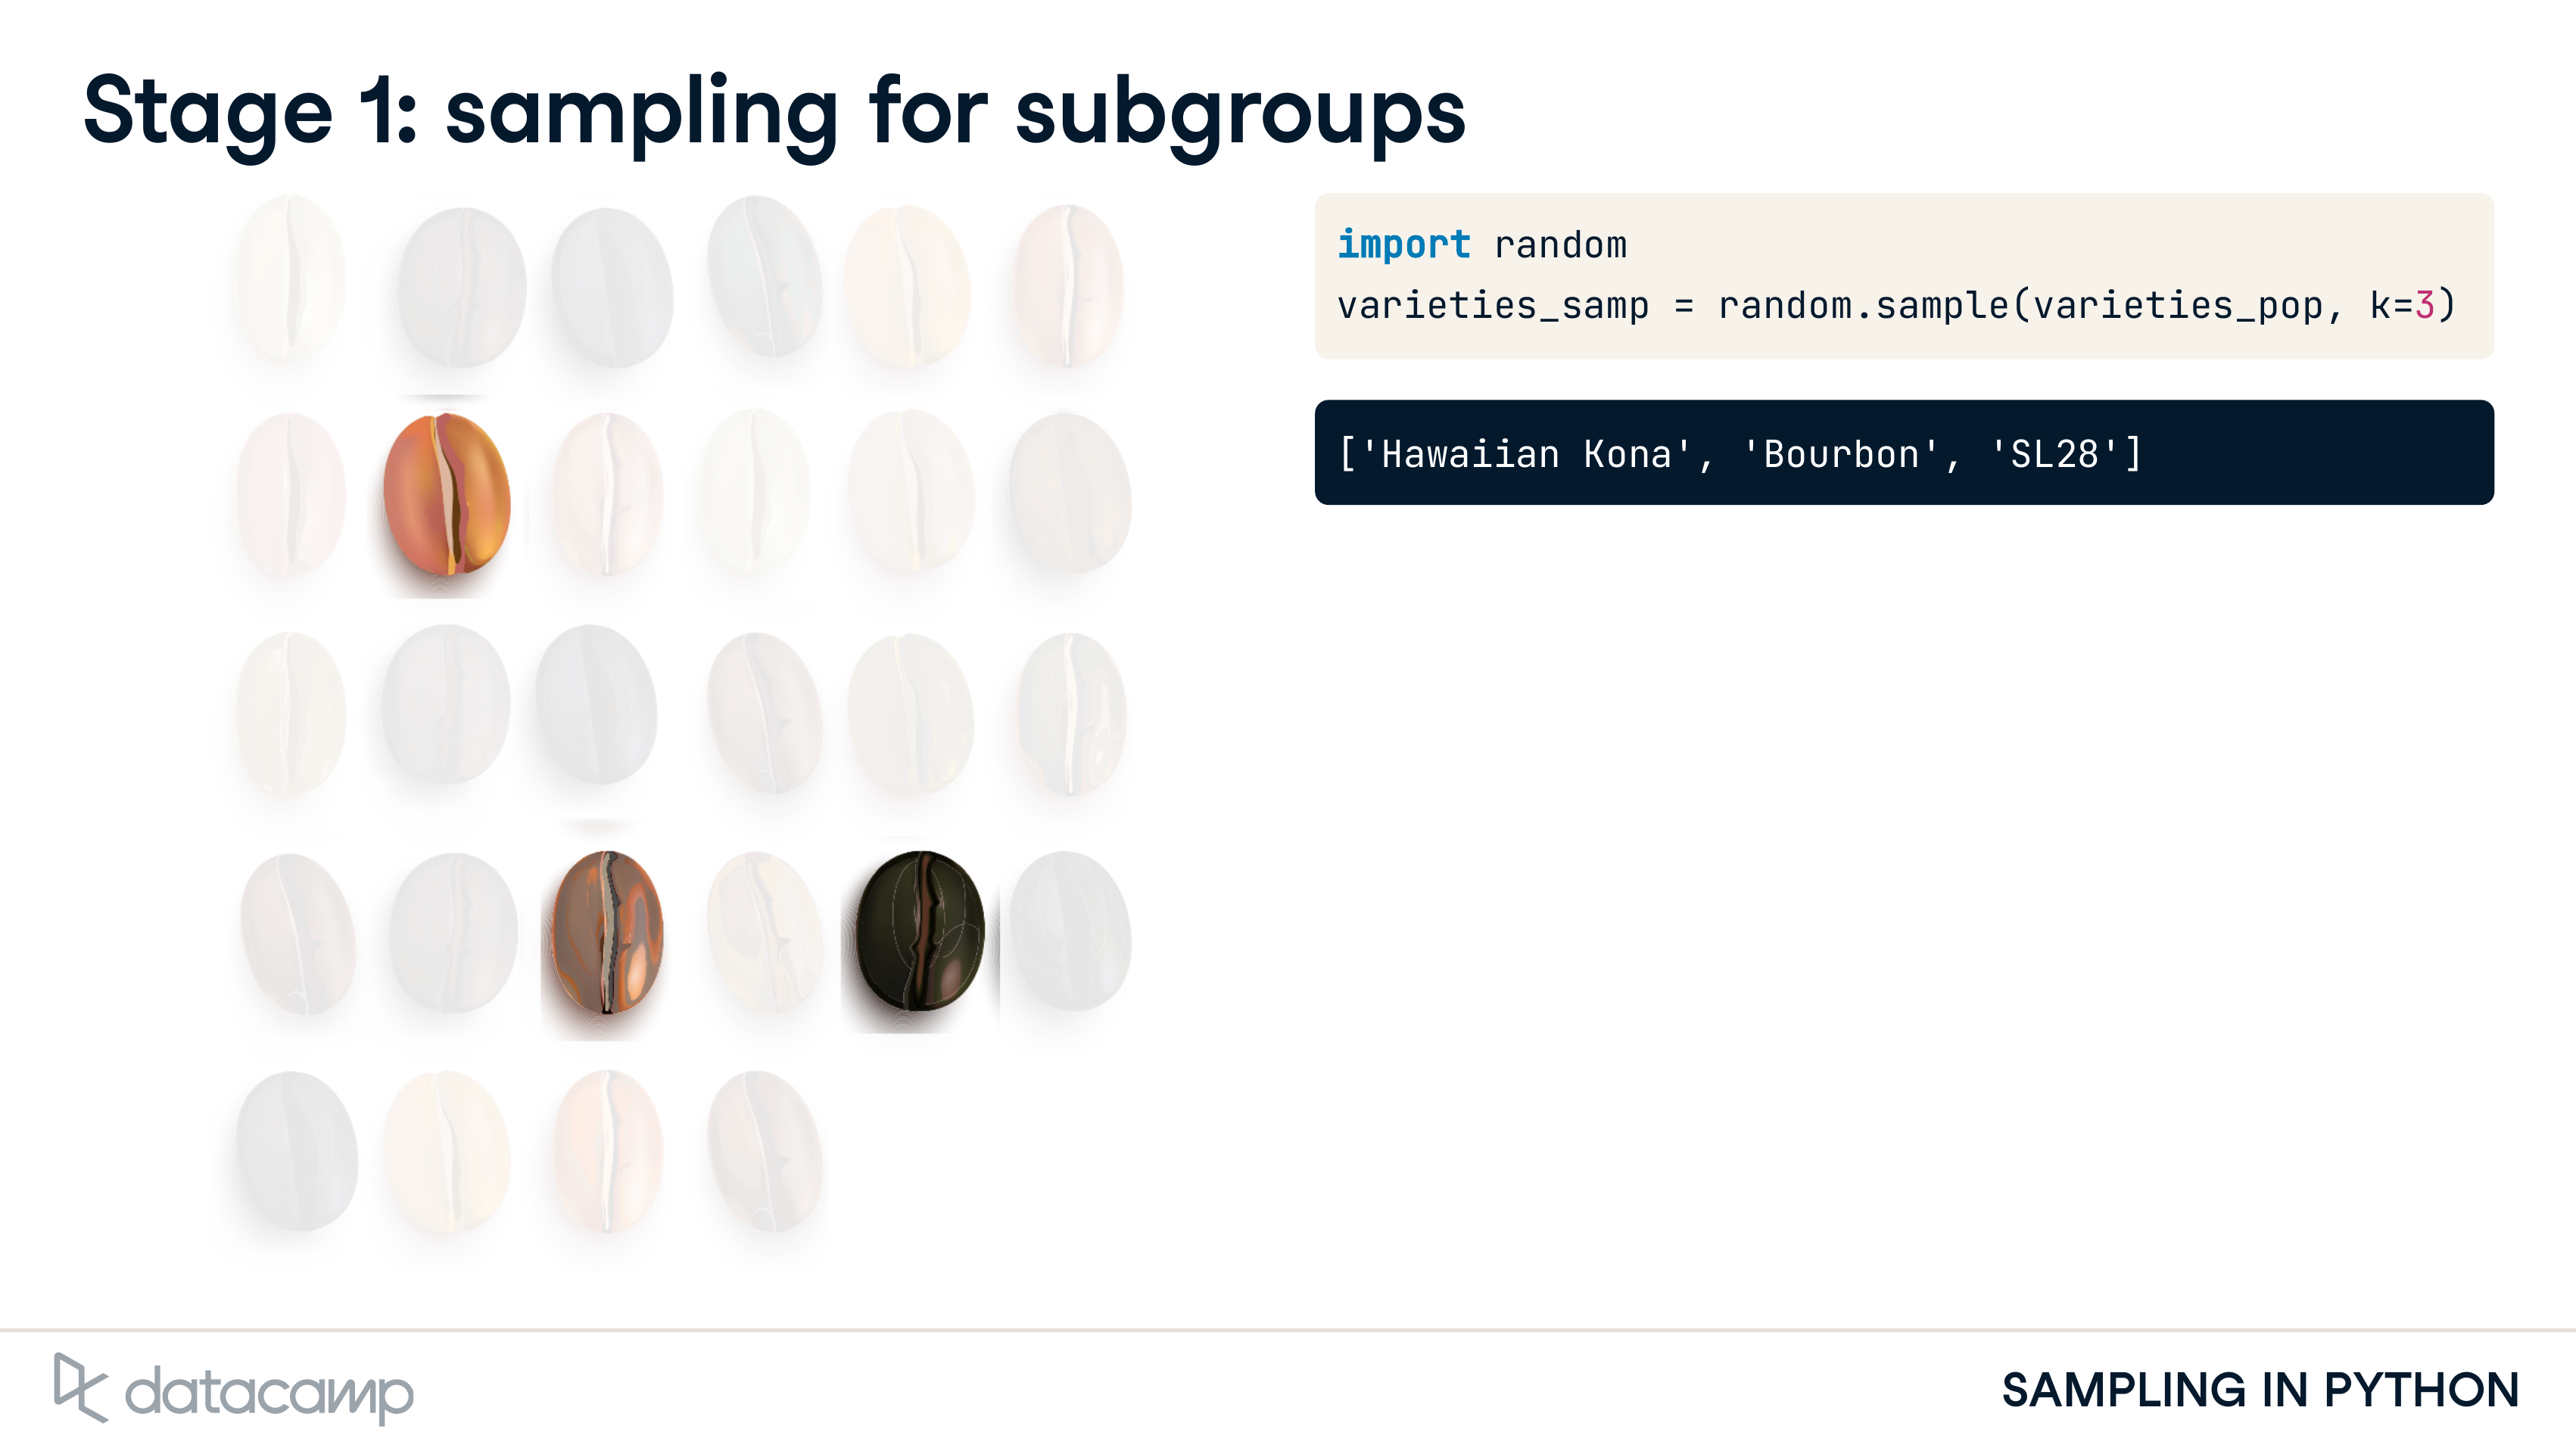 Stage 1: sampling for subgroups
import random
varieties_samp = random.sample(varieties_pop, k=3)
['Hawaiian Kona', 'Bourbon', 'SL28']
datacamp
SAMPLING IN PYTHON